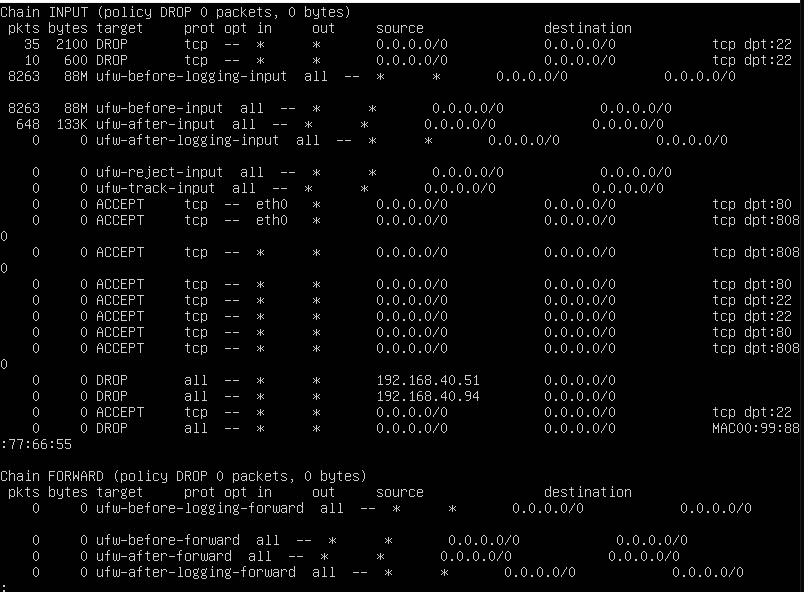 Chain INPUT (policy DROP 0 packets, 0 bytes)
 pkts bytes target     prot opt in     out     source               destination
   35  2100 DROP       tcp  --  *      *       0.0.0.0/0            0.0.0.0/0            tcp dpt:22
   10   600 DROP       tcp  --  *      *       0.0.0.0/0            0.0.0.0/0            tcp dpt:22
 8263   88M ufw-before-logging-input  all  --  *      *       0.0.0.0/0            0.0.0.0/0
 8263   88M ufw-before-input  all  --  *      *       0.0.0.0/0            0.0.0.0/0
  648  133K ufw-after-input  all  --  *      *       0.0.0.0/0            0.0.0.0/0
    0     0 ufw-after-logging-input  all  --  *      *       0.0.0.0/0            0.0.0.0/0
    0     0 ufw-reject-input  all  --  *      *       0.0.0.0/0            0.0.0.0/0
    0     0 ufw-track-input  all  --  *      *       0.0.0.0/0            0.0.0.0/0
    0     0 ACCEPT     tcp  --  eth0   *       0.0.0.0/0            0.0.0.0/0            tcp dpt:80
    0     0 ACCEPT     tcp  --  eth0   *       0.0.0.0/0            0.0.0.0/0            tcp dpt:808
0
    0     0 ACCEPT     tcp  --  *      *       0.0.0.0/0            0.0.0.0/0            tcp dpt:808
0
    0     0 ACCEPT     tcp  --  *      *       0.0.0.0/0            0.0.0.0/0            tcp dpt:80
    0     0 ACCEPT     tcp  --  *      *       0.0.0.0/0            0.0.0.0/0            tcp dpt:22
    0     0 ACCEPT     tcp  --  *      *       0.0.0.0/0            0.0.0.0/0            tcp dpt:22
    0     0 ACCEPT     tcp  --  *      *       0.0.0.0/0            0.0.0.0/0            tcp dpt:80
    0     0 ACCEPT     tcp  --  *      *       0.0.0.0/0            0.0.0.0/0            tcp dpt:808
0
    0     0 DROP       all  --  *      *       192.168.40.51        0.0.0.0/0
    0     0 DROP       all  --  *      *       192.168.40.94        0.0.0.0/0
    0     0 ACCEPT     tcp  --  *      *       0.0.0.0/0            0.0.0.0/0            tcp dpt:22
    0     0 DROP       all  --  *      *       0.0.0.0/0            0.0.0.0/0            MAC00:99:88
:77:66:55
Chain FORWARD (policy DROP 0 packets, 0 bytes)
 pkts bytes target     prot opt in     out     source               destination
    0     0 ufw-before-logging-forward  all  --  *      *       0.0.0.0/0            0.0.0.0/0
    0     0 ufw-before-forward  all  --  *      *       0.0.0.0/0            0.0.0.0/0
    0     0 ufw-after-forward  all  --  *      *       0.0.0.0/0            0.0.0.0/0
    0     0 ufw-after-logging-forward  all  --  *      *       0.0.0.0/0            0.0.0.0/0
: